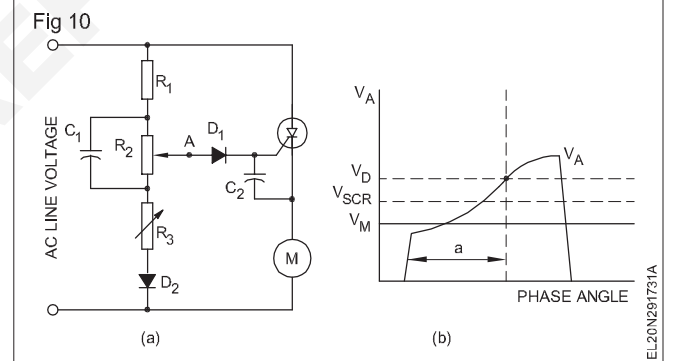 Fig 10
AC LINE VOLTAGE
R1
C1
R2
A
D1
C2
R3
D2
M
(a)
VA
VD
VSCR
VM
VA
a
PHASE ANGLE
(b)
EL20N291731A